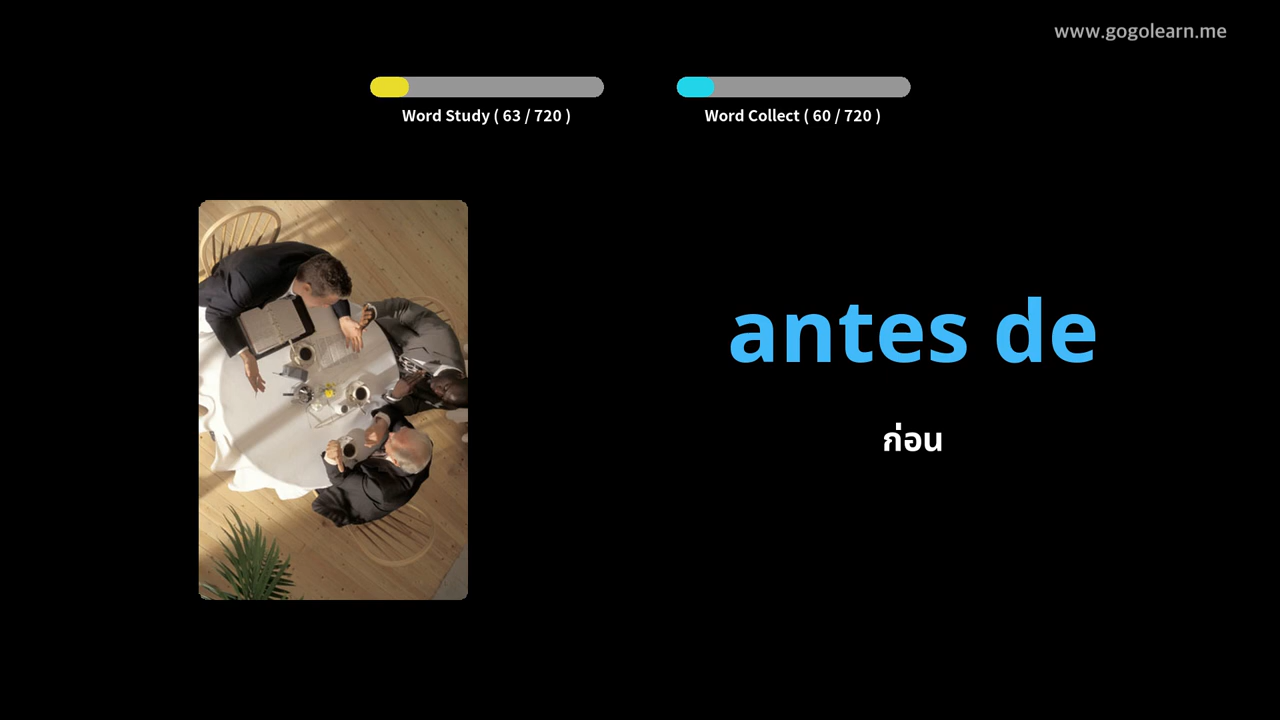 www.gogolearn.me
Word Study ( 63 / 720 )
Word Collect ( 60 / 720 )
antes de
ก่อน